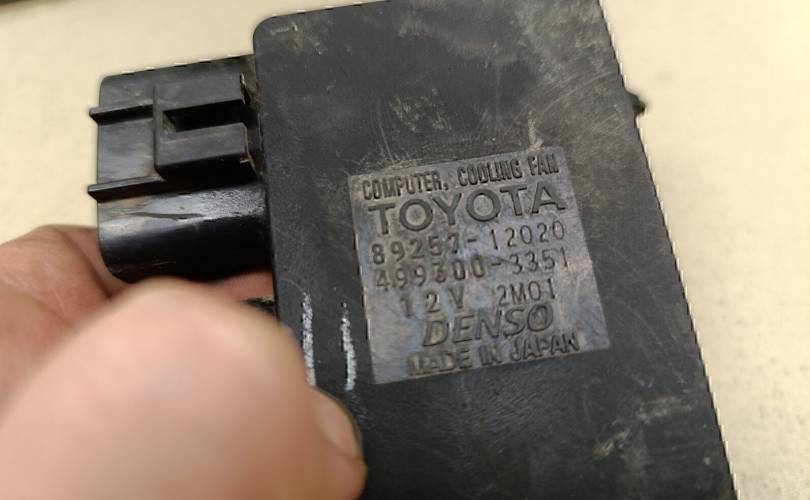 COMPUTER, COOLING FAN
TOYOTA
89257-12020
499300-3351
12V 2M01
DENSO
MADE IN JAPAN